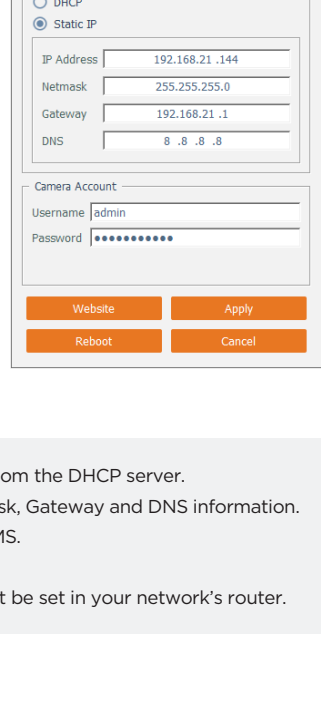 DHCP
Static IP
IP Address 192.168.21 .144
Netmask 255.255.255.0
Gateway 192.168.21 .1
DNS 8 .8 .8 .8
Camera Account
Username admin
Password ●●●●●●●●●●●
Website Apply
Reboot Cancel
om the DHCP server.
sk, Gateway and DNS information.
MS.
t be set in your network’s router.